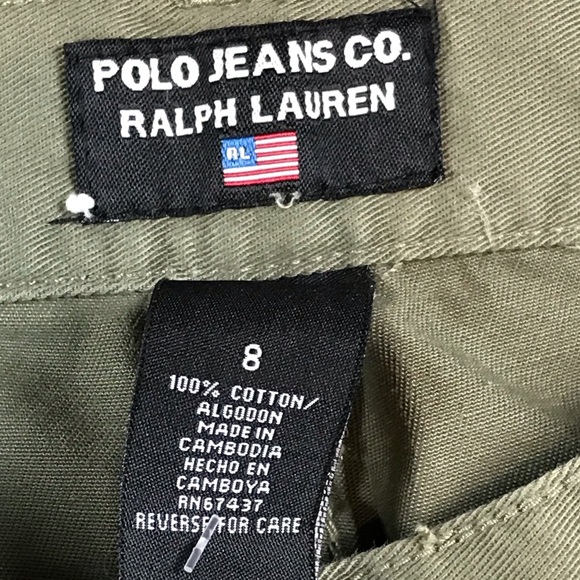 POLO JEANS CO.
RALPH LAUREN
RL
8
100% COTTON/
ALGODON
MADE IN
CAMBODIA
HECHO EN
CAMBOYA
RN67437
REVERSE FOR CARE